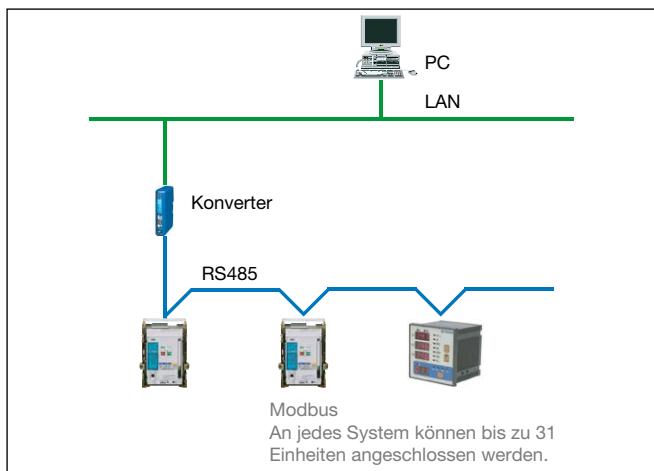 PC
LAN
Konverter
RS485
Modbus
An jedes System können bis zu 31
Einheiten angeschlossen werden.